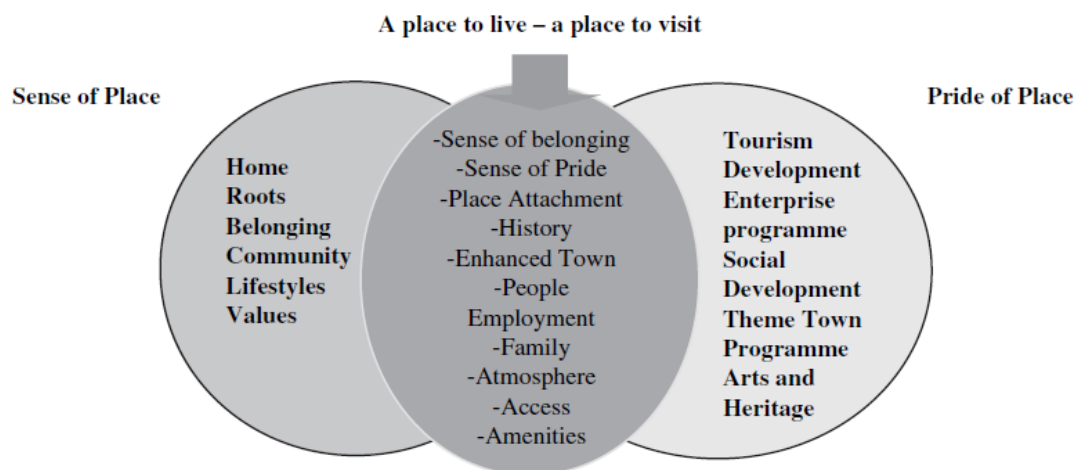 A place to live – a place to visit
Sense of Place
Pride of Place
Home
Roots
Belonging
Community
Lifestyles
Values
-Sense of belonging
-Sense of Pride
-Place Attachment
-History
-Enhanced Town
-People
Employment
-Family
-Atmosphere
-Access
-Amenities
Tourism
Development
Enterprise
programme
Social
Development
Theme Town
Programme
Arts and
Heritage